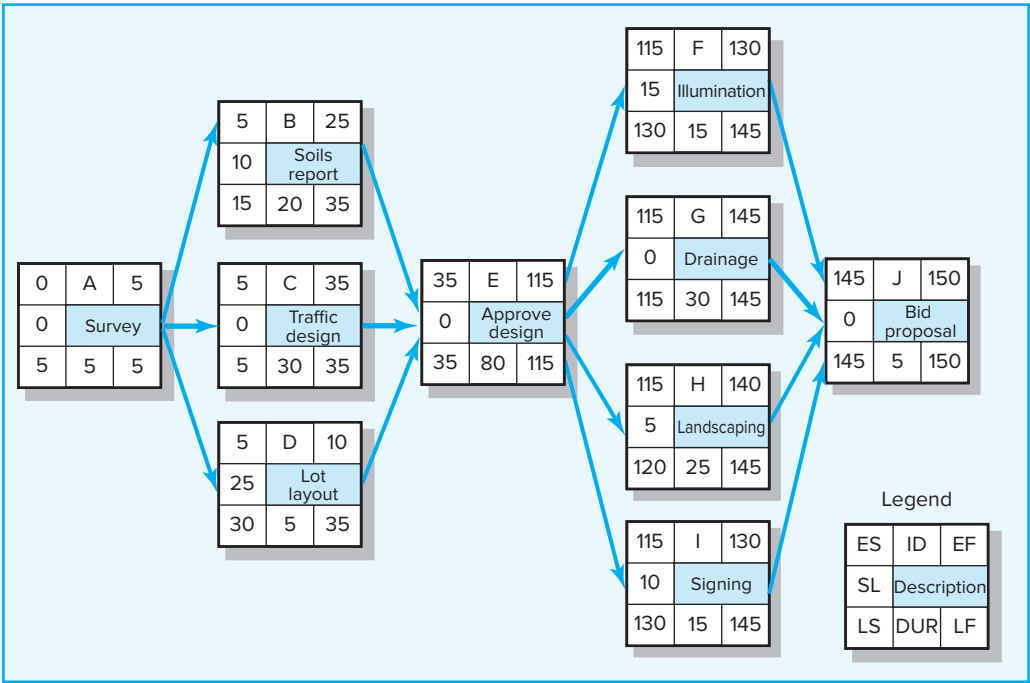 0 A 5
0 Survey
5 5 5
5 B 25
10 Soils
report
15 20 35
5 C 35
0 Traffic
design
5 30 35
5 D 10
25 Lot
layout
30 5 35
35 E 115
0 Approve
design
35 80 115
115 F 130
15 Illumination
130 15 145
115 G 145
0 Drainage
115 30 145
115 H 140
5 Landscaping
120 25 145
115 I 130
10 Signing
130 15 145
145 J 150
0 Bid
proposal
145 5 150
Legend
ES ID EF
SL Description
LS DUR LF